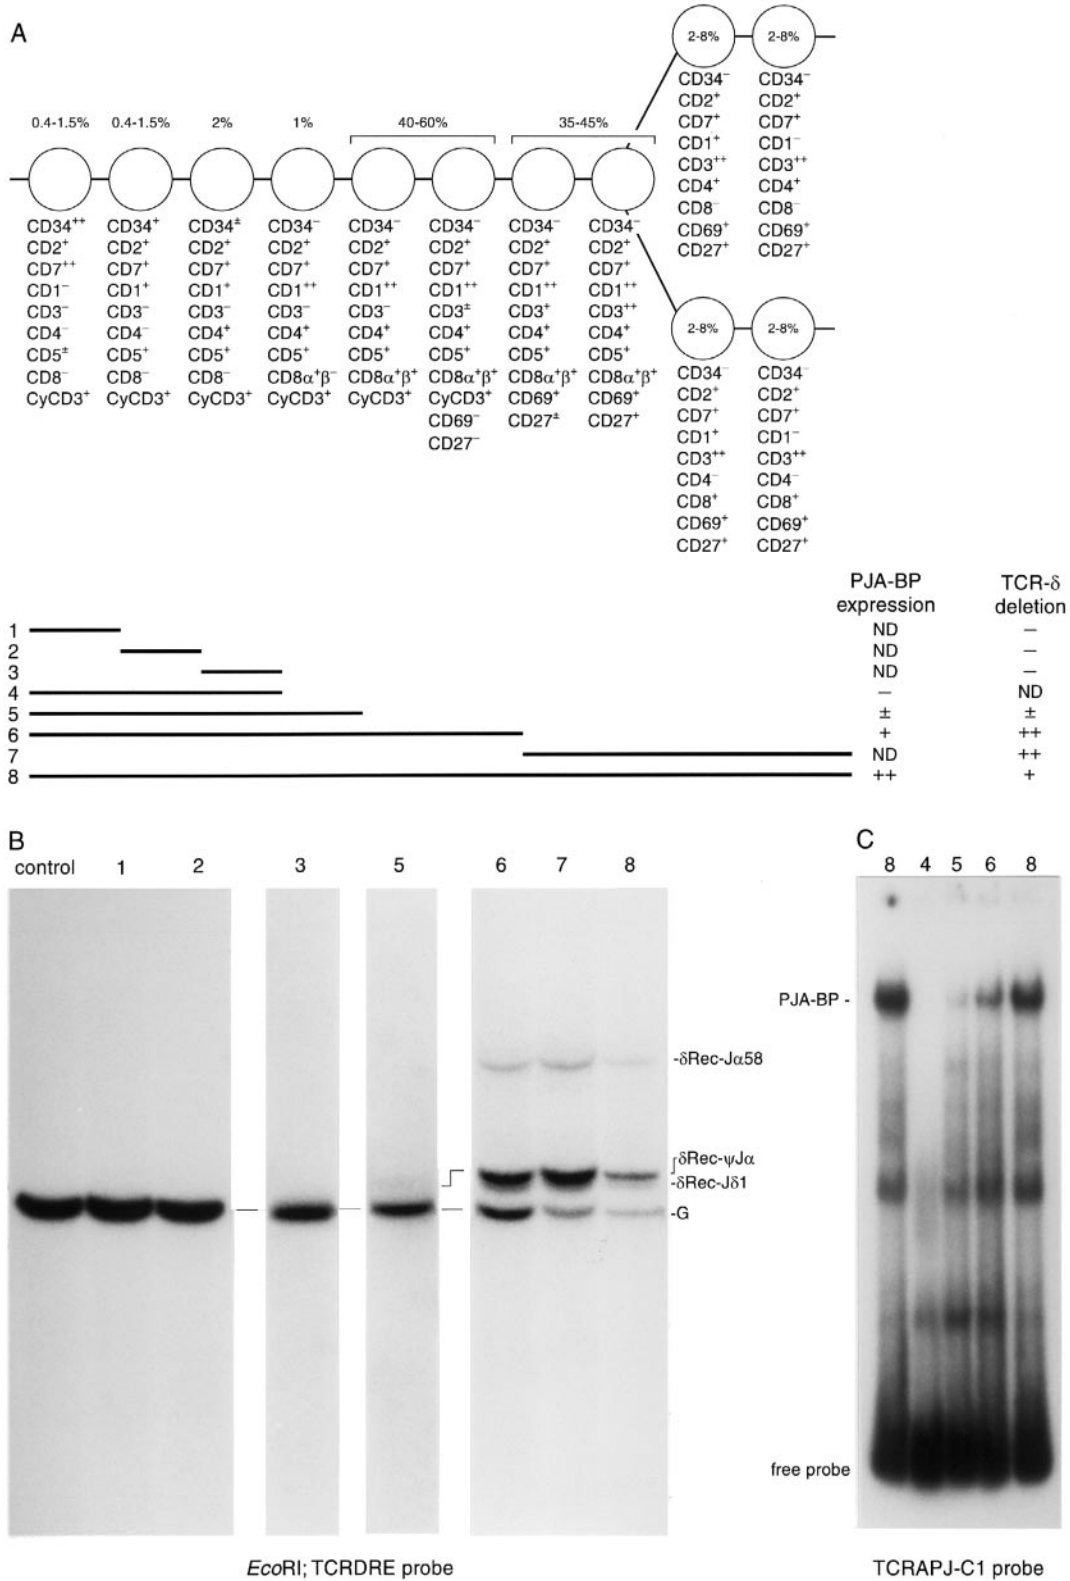 A
2-8% 2-8%
CD34⁻ CD34⁻
CD2⁺ CD2⁺
CD7⁺ CD7⁺
CD1⁺ CD1⁻
CD3⁺⁺ CD3⁺⁺
CD4⁺ CD4⁺
CD8⁻ CD8⁻
CD69⁺ CD69⁺
CD27⁺ CD27⁺
0.4-1.5% 0.4-1.5% 2% 1% 40-60% 35-45%
CD34⁺⁺ CD34⁺ CD34± CD34⁻ CD34⁻ CD34⁻ CD34⁻ CD34⁻
CD2⁺ CD2⁺ CD2⁺ CD2⁺ CD2⁺ CD2⁺ CD2⁺ CD2⁺
CD7⁺⁺ CD7⁺ CD7⁺ CD7⁺ CD7⁺ CD7⁺ CD7⁺ CD7⁺
CD1⁻ CD1⁺ CD1⁺ CD1⁺⁺ CD1⁺⁺ CD1⁺⁺ CD1⁺⁺ CD1⁺⁺
CD3⁻ CD3⁻ CD3⁻ CD3⁻ CD3⁻ CD3± CD3⁺ CD3⁺⁺
CD4⁻ CD4⁻ CD4⁺ CD4⁺ CD4⁺ CD4⁺ CD4⁺ CD4⁺
CD5± CD5⁺ CD5⁺ CD5⁺ CD5⁺ CD5⁺ CD5⁺ CD5⁺
CD8⁻ CD8⁻ CD8⁻ CD8α⁺β⁻ CD8α⁺β⁺ CD8α⁺β⁺ CD8α⁺β⁺ CD8α⁺β⁺
CyCD3⁺ CyCD3⁺ CyCD3⁺ CyCD3⁺ CyCD3⁺ CyCD3⁺ CD69⁺ CD69⁺
CD69⁻ CD27± CD27⁺
CD27⁻
2-8% 2-8%
CD34⁻ CD34⁻
CD2⁺ CD2⁺
CD7⁺ CD7⁺
CD1⁺ CD1⁻
CD3⁺⁺ CD3⁺⁺
CD4⁻ CD4⁻
CD8⁺ CD8⁺
CD69⁺ CD69⁺
CD27⁺ CD27⁺
PJA-BP TCR-δ
expression deletion
1 ND –
2 ND –
3 ND –
4 – ND
5 ± ±
6 + ++
7 ND ++
8 ++ +
B
control 1 2 3 5 6 7 8
-δRec-Jα58
δRec-ψJα
-δRec-Jδ1
-G
EcoRI; TCRDRE probe
C
8 4 5 6 8
PJA-BP -
free probe
TCRAPJ-C1 probe